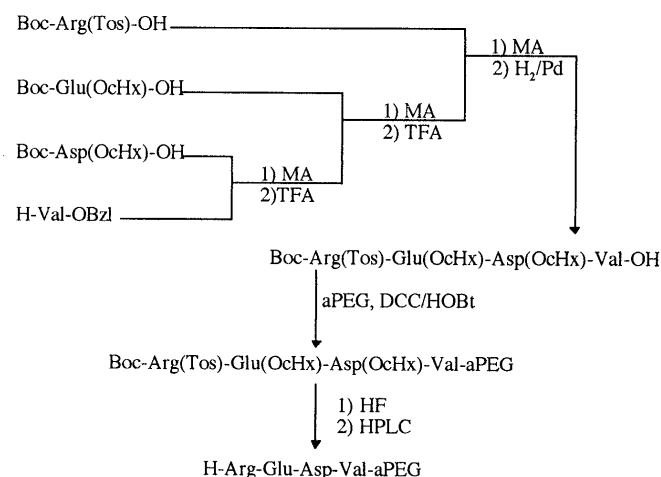 Boc-Arg(Tos)-OH
1) MA
2) H₂/Pd
Boc-Glu(OcHx)-OH
1) MA
2) TFA
Boc-Asp(OcHx)-OH
1) MA
2)TFA
H-Val-OBzl
Boc-Arg(Tos)-Glu(OcHx)-Asp(OcHx)-Val-OH
aPEG, DCC/HOBt
Boc-Arg(Tos)-Glu(OcHx)-Asp(OcHx)-Val-aPEG
1) HF
2) HPLC
H-Arg-Glu-Asp-Val-aPEG